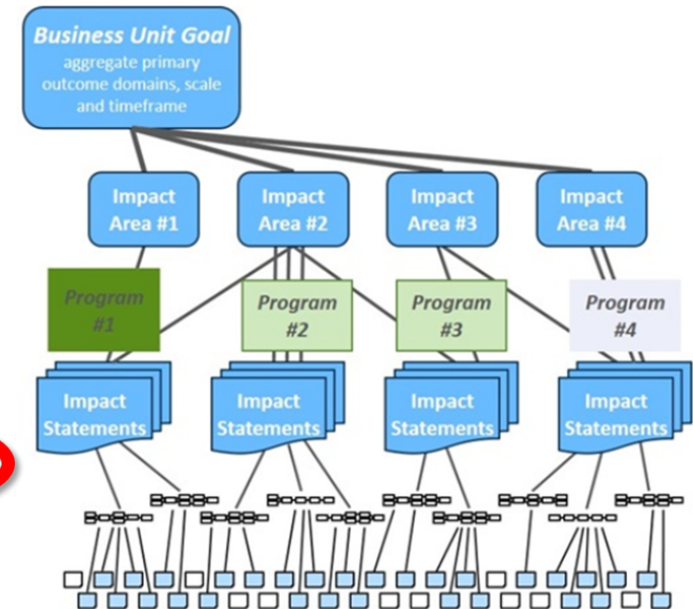 Business Unit Goal
aggregate primary
outcome domains, scale
and timeframe
Impact
Area #1
Impact
Area #2
Impact
Area #3
Impact
Area #4
Program
#1
Program
#2
Program
#3
Program
#4
Impact
Statements
Impact
Statements
Impact
Statements
Impact
Statements